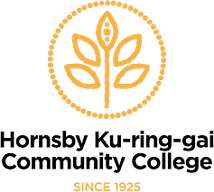 Hornsby Ku-ring-gai
Community College
SINCE 1925